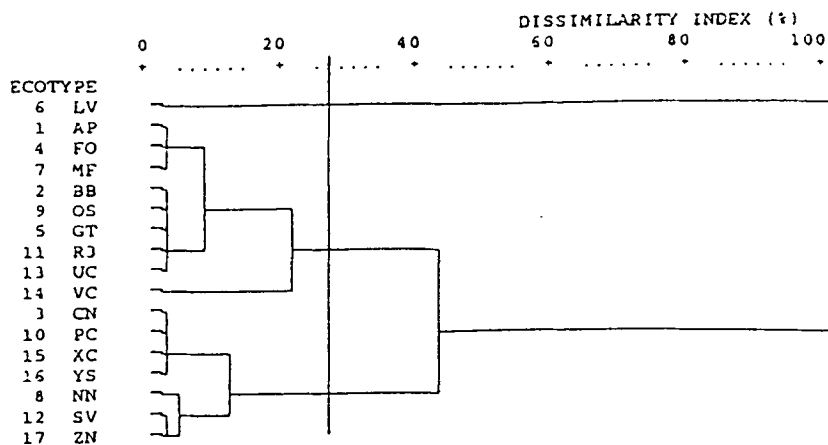 DISSIMILARITY INDEX (%)
0 20 40 60 80 100
+ ...... + ...... + ...... + ...... + ...... +
ECOTYPE
6 LV
1 AP
4 FO
7 MF
2 BB
9 OS
5 GT
11 RJ
13 UC
14 VC
3 CN
10 PC
15 XC
16 YS
8 NN
12 SV
17 ZN